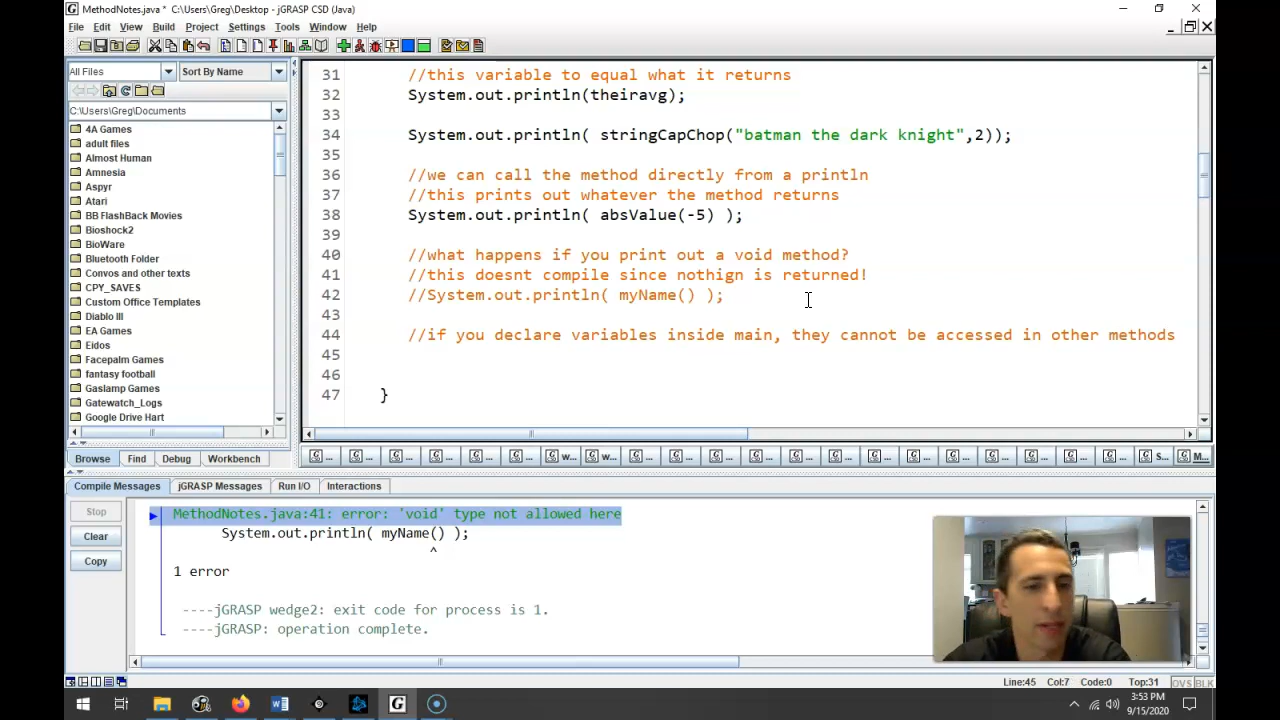 MethodNotes.java * C:\Users\Greg\Desktop - jGRASP CSD (Java)
File Edit View Build Project Settings Tools Window Help
All Files Sort By Name
C:\Users\Greg\Documents
4A Games
adult files
Almost Human
Amnesia
Aspyr
Atari
BB FlashBack Movies
Bioshock2
BioWare
Bluetooth Folder
Convos and other texts
CPY_SAVES
Custom Office Templates
Diablo III
EA Games
Eidos
Facepalm Games
fantasy football
Gaslamp Games
Gatewatch_Logs
Google Drive Hart
Browse Find Debug Workbench
31 //this variable to equal what it returns
32 System.out.println(theiravg);
33
34 System.out.println( stringCapChop("batman the dark knight",2));
35
36 //we can call the method directly from a println
37 //this prints out whatever the method returns
38 System.out.println( absValue(-5) );
39
40 //what happens if you print out a void method?
41 //this doesnt compile since nothign is returned!
42 //System.out.println( myName() );
43
44 //if you declare variables inside main, they cannot be accessed in other methods
45
46
47 }
... ... ... ... ... ... w... w... ... ... ... ... ... ... ... ... ... ... ... ... ... S... M...
Compile Messages jGRASP Messages Run I/O Interactions
Stop
Clear
Copy
MethodNotes.java:41: error: 'void' type not allowed here
System.out.println( myName() );
^
1 error
----jGRASP wedge2: exit code for process is 1.
----jGRASP: operation complete.
Line:45 Col:7 Code:0 Top:31 OVS BLK
3:53 PM
9/15/2020